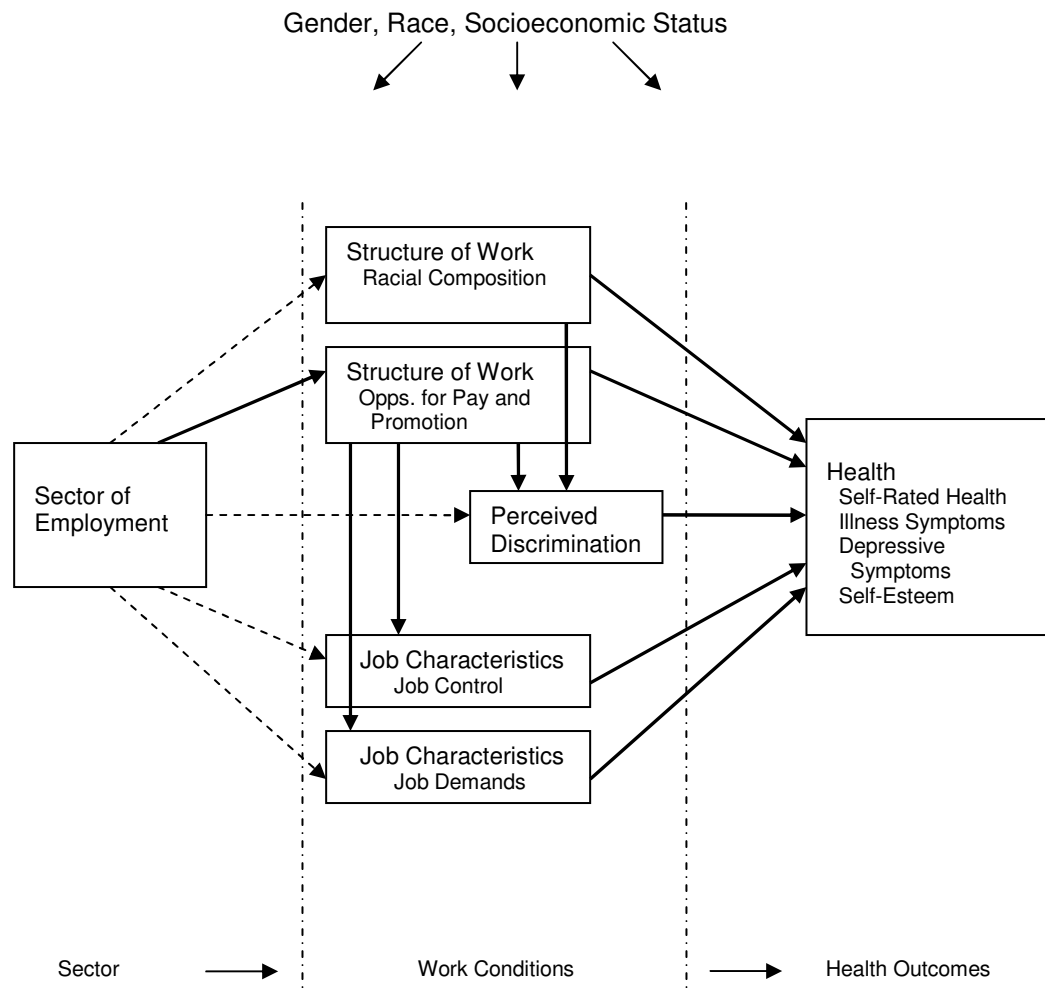 Gender, Race, Socioeconomic Status
Structure of Work
Racial Composition
Structure of Work
Opps. for Pay and
Promotion
Sector of
Employment
Perceived
Discrimination
Health
Self-Rated Health
Illness Symptoms
Depressive
Symptoms
Self-Esteem
Job Characteristics
Job Control
Job Characteristics
Job Demands
Sector
Work Conditions
Health Outcomes